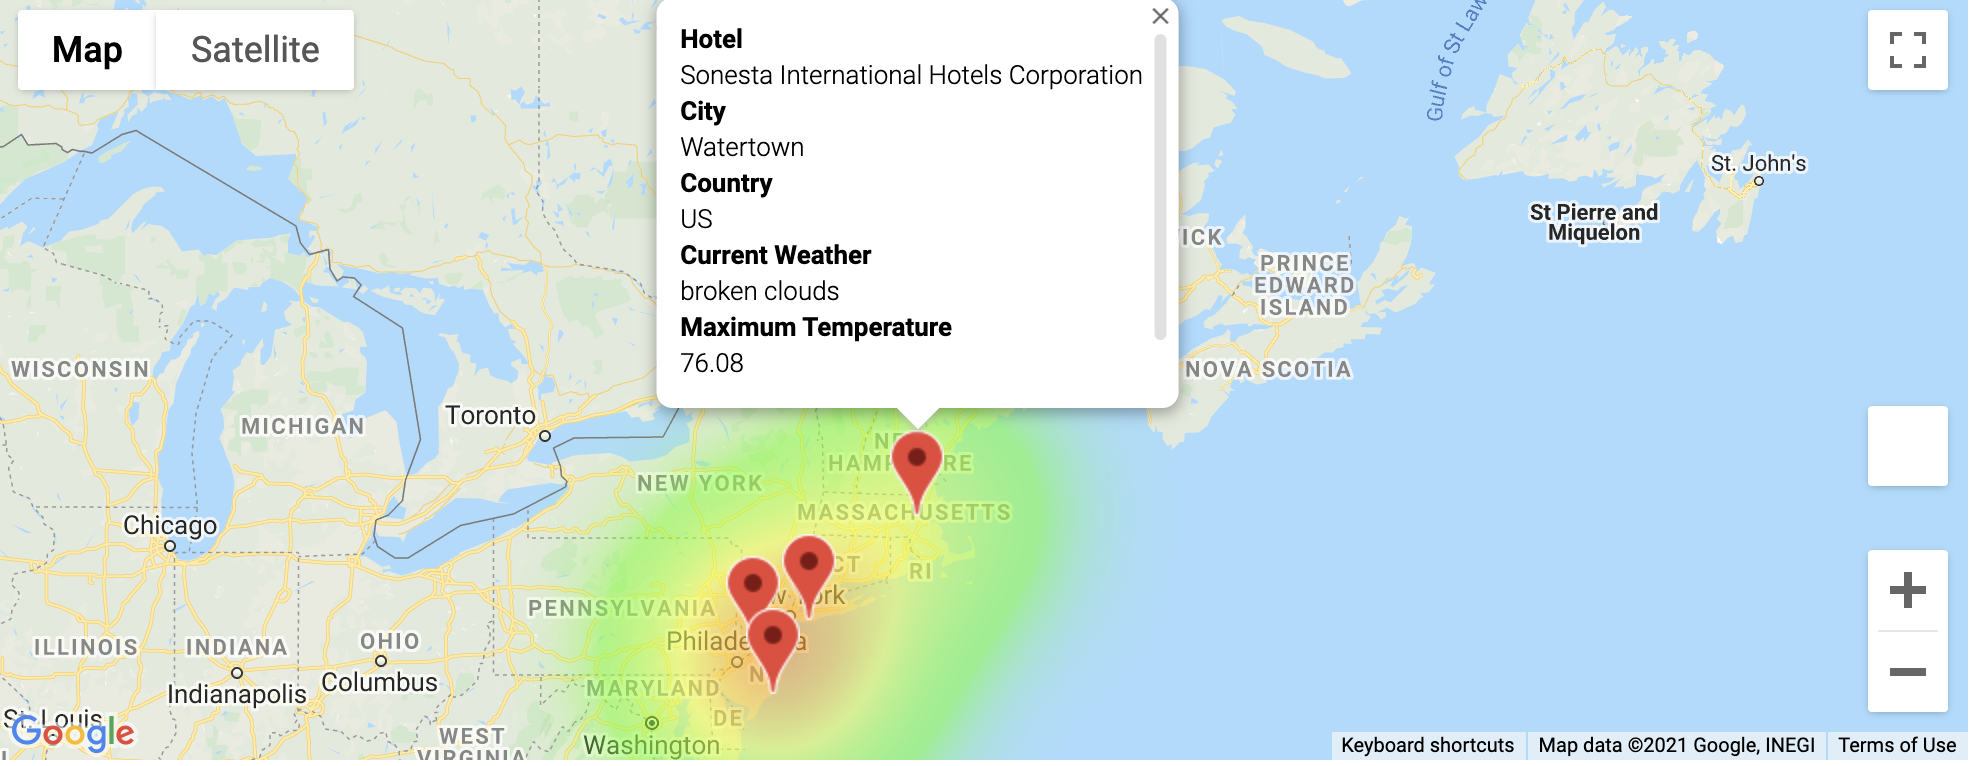 Map
Satellite
Hotel
Sonesta International Hotels Corporation
City
Watertown
Country
US
Current Weather
broken clouds
Maximum Temperature
76.08
Gulf of St Law
St. John's
St Pierre and
Miquelon
ICK
PRINCE
EDWARD
ISLAND
NOVA SCOTIA
WISCONSIN
MICHIGAN
Toronto
NEW YORK
NE
HAMP RE
MASSACHUSETTS
Chicago
CT
RI
w York
PENNSYLVANIA
Philade a
N
ILLINOIS
INDIANA
OHIO
Indianapolis
Columbus
MARYLAND
DE
St. Louis
Google
WEST
VIRGINIA
Washington
Keyboard shortcuts
Map data ©2021 Google, INEGI
Terms of Use